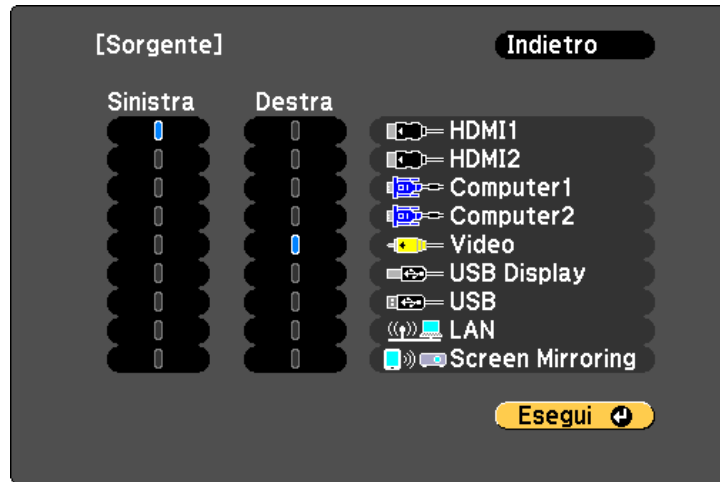 [Sorgente] Indietro
Sinistra Destra
HDMI1
HDMI2
Computer1
Computer2
Video
USB Display
USB
LAN
Screen Mirroring
Esegui